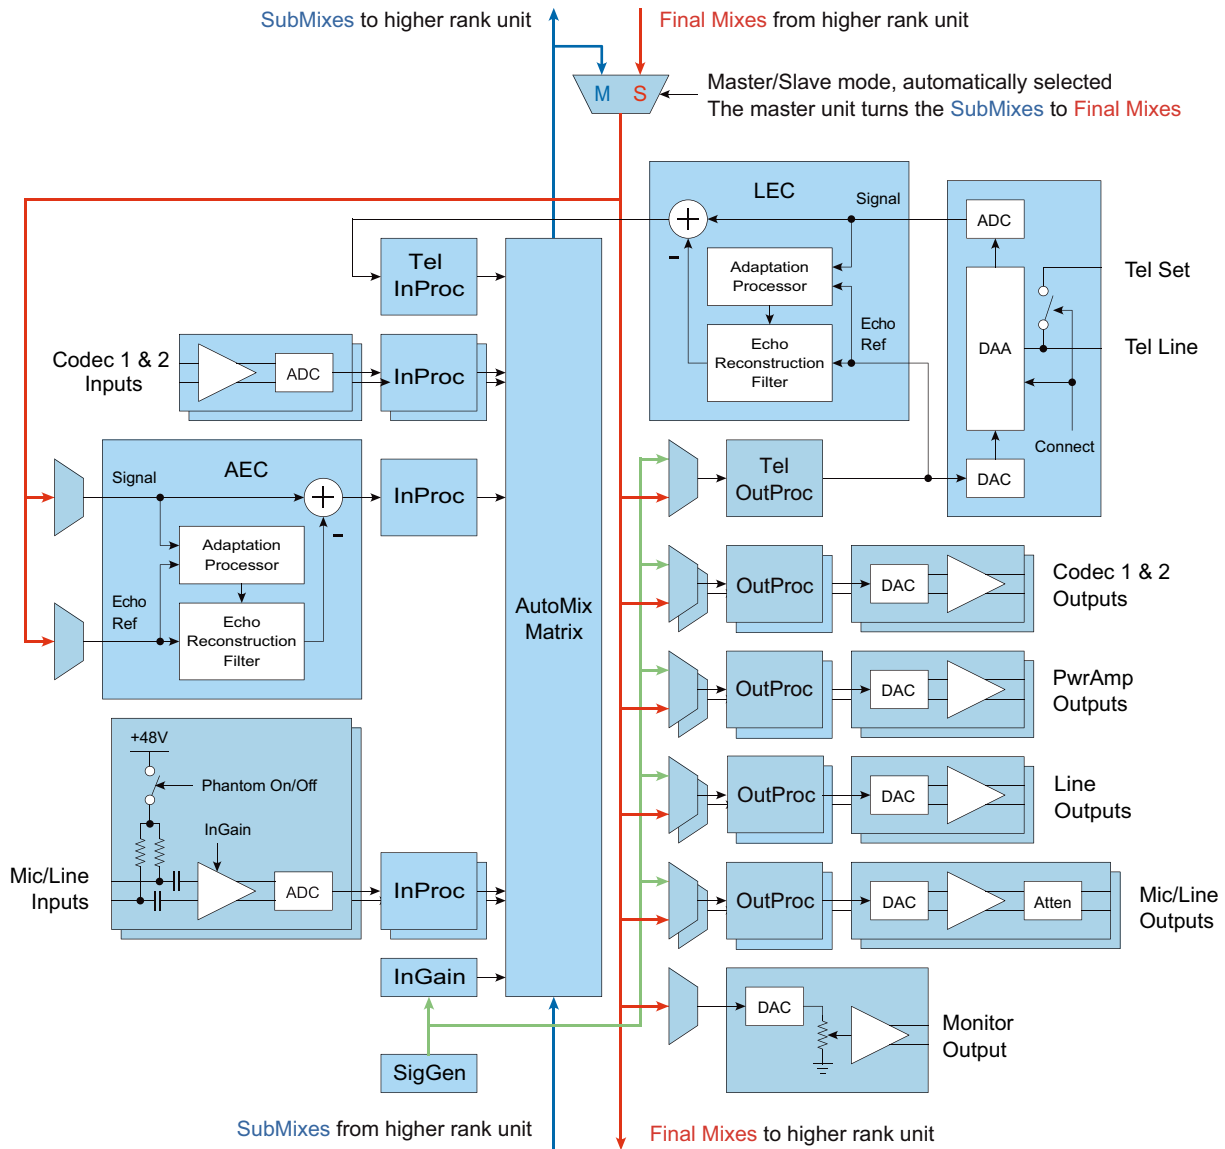 SubMixes to higher rank unit
Final Mixes from higher rank unit
M S
Master/Slave mode, automatically selected
The master unit turns the SubMixes to Final Mixes
LEC
Signal
ADC
Tel
InProc
-
Adaptation
Processor
Tel Set
Echo
Ref
Echo
Reconstruction
Filter
DAA
Tel Line
Codec 1 & 2
Inputs
ADC
InProc
Connect
AEC
Signal
InProc
Tel
OutProc
DAC
-
Adaptation
Processor
Echo
Ref
Echo
Reconstruction
Filter
AutoMix
Matrix
OutProc
DAC
Codec 1 & 2
Outputs
OutProc
DAC
PwrAmp
Outputs
+48V
Phantom On/Off
InGain
OutProc
DAC
Line
Outputs
Mic/Line
Inputs
ADC
InProc
OutProc
DAC
Atten
Mic/Line
Outputs
InGain
DAC
Monitor
Output
SigGen
SubMixes from higher rank unit
Final Mixes to higher rank unit